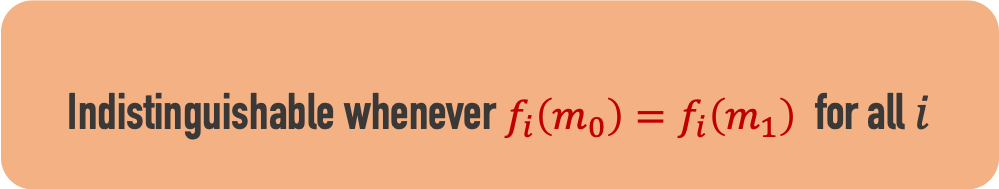 Indistinguishable whenever fᵢ(m₀) = fᵢ(m₁) for all i